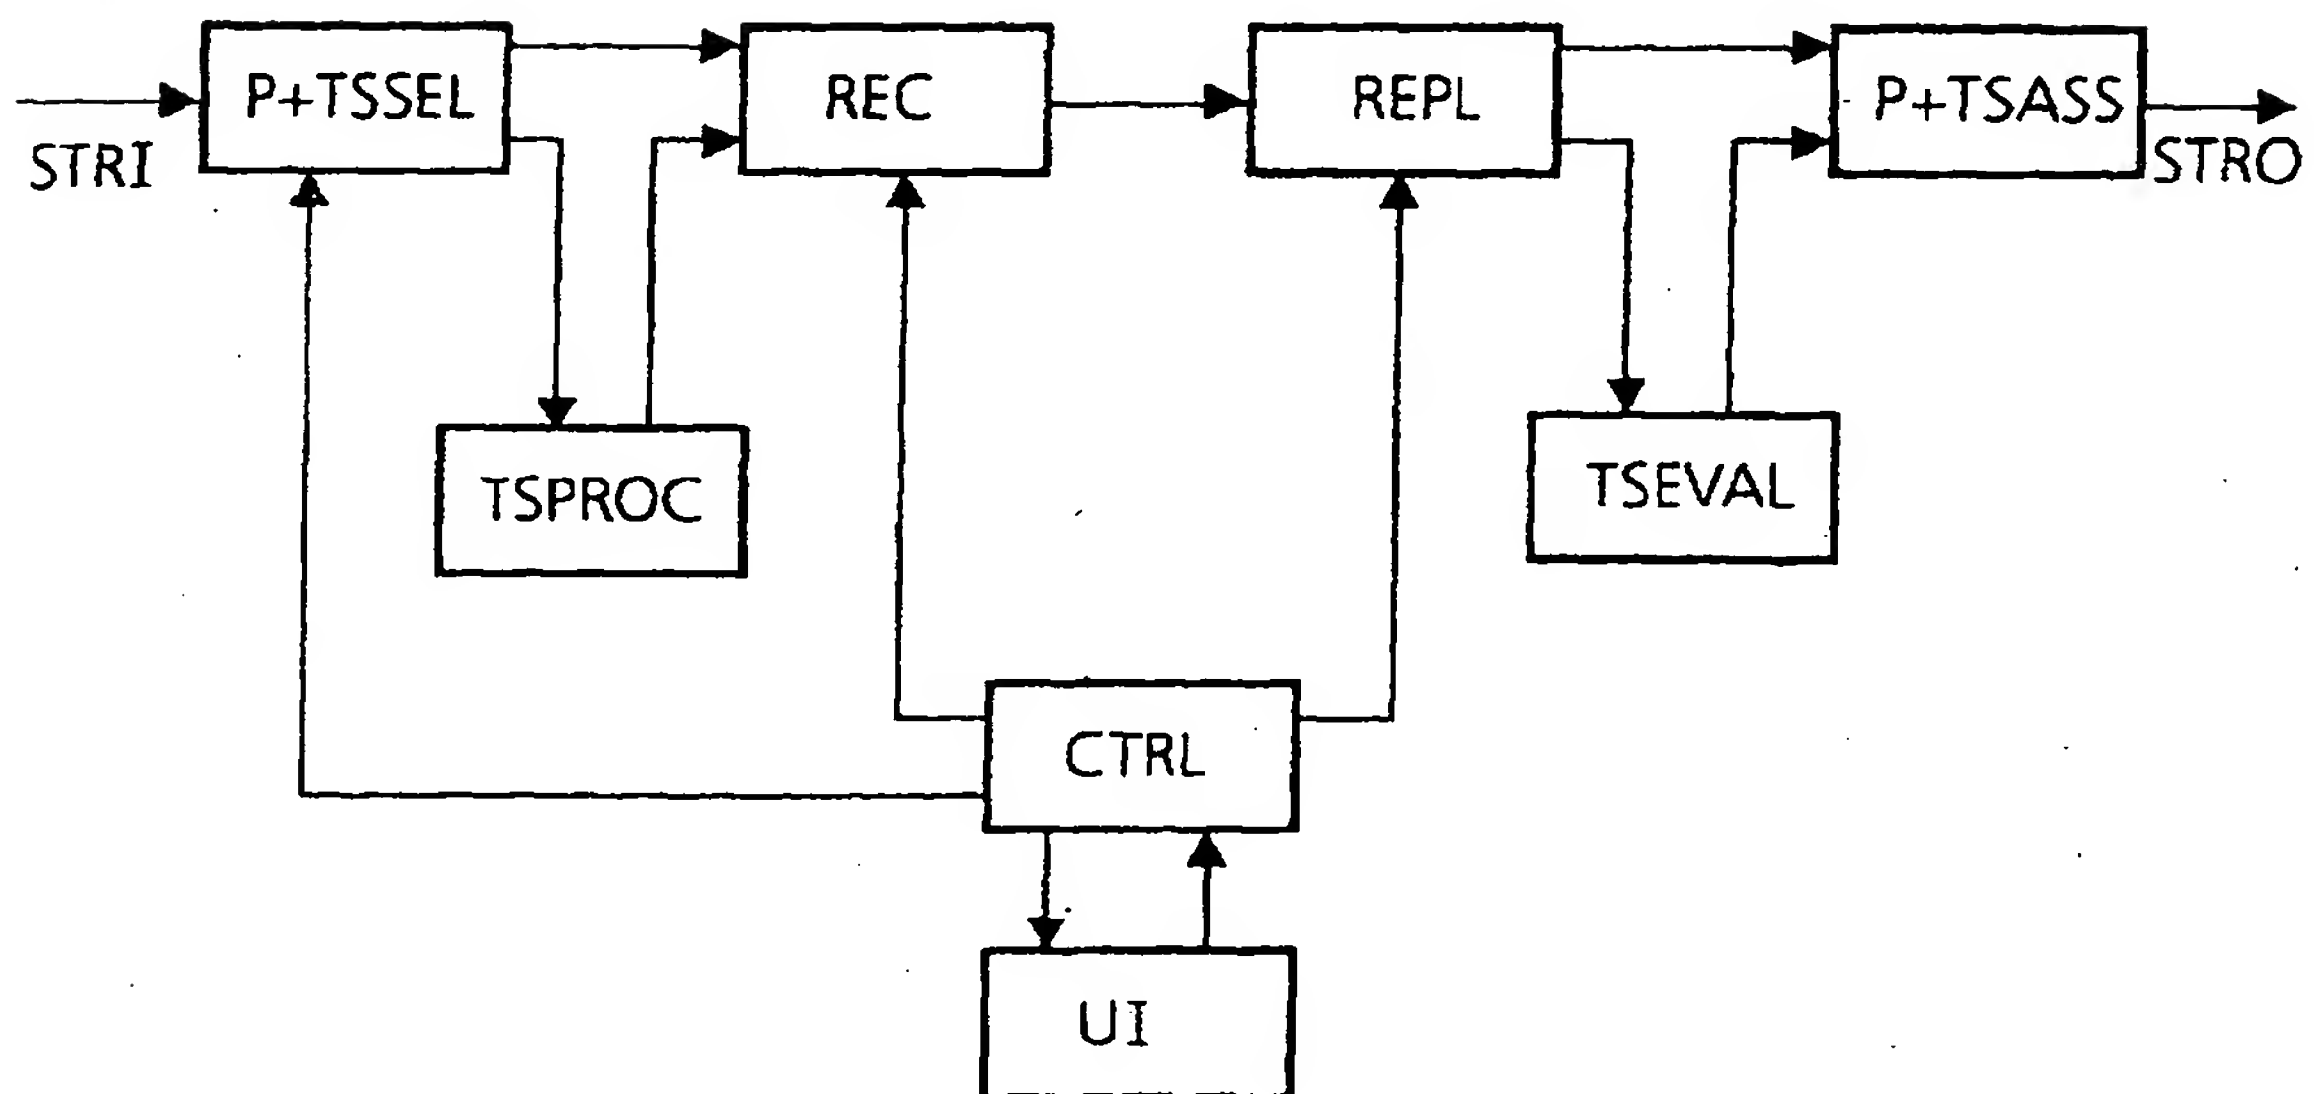 P+TSSEL
REC
REPL
P+TSASS
STRI
STRO
TSPROC
TSEVAL
CTRL
UI